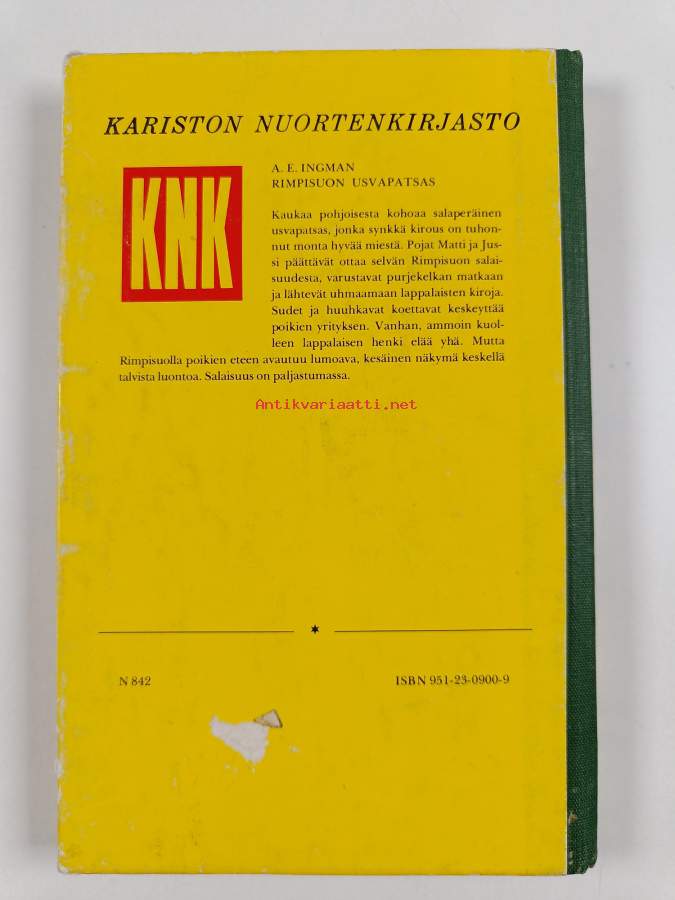 KARISTON NUORTENKIRJASTO
KNK
A. E. INGMAN
RIMPISUON USVAPATSAS
Kaukaa pohjoisesta kohoaa salaperäinen
usvapatsas, jonka synkkä kirous on tuhon-
nut monta hyvää miestä. Pojat Matti ja Jus-
si päättävät ottaa selvän Rimpisuon salai-
suudesta, varustavat purjekelkan matkaan
ja lähtevät uhmaamaan lappalaisten kiroja.
Sudet ja huuhkavat koettavat keskeyttää
poikien yrityksen. Vanhan, ammoin kuol-
leen lappalaisen henki elää yhä. Mutta
Rimpisuolla poikien eteen avautuu lumoava, kesäinen näkymä keskellä
talvista luontoa. Salaisuus on paljastumassa.
Antikvariaatti.net
N 842
ISBN 951-23-0900-9